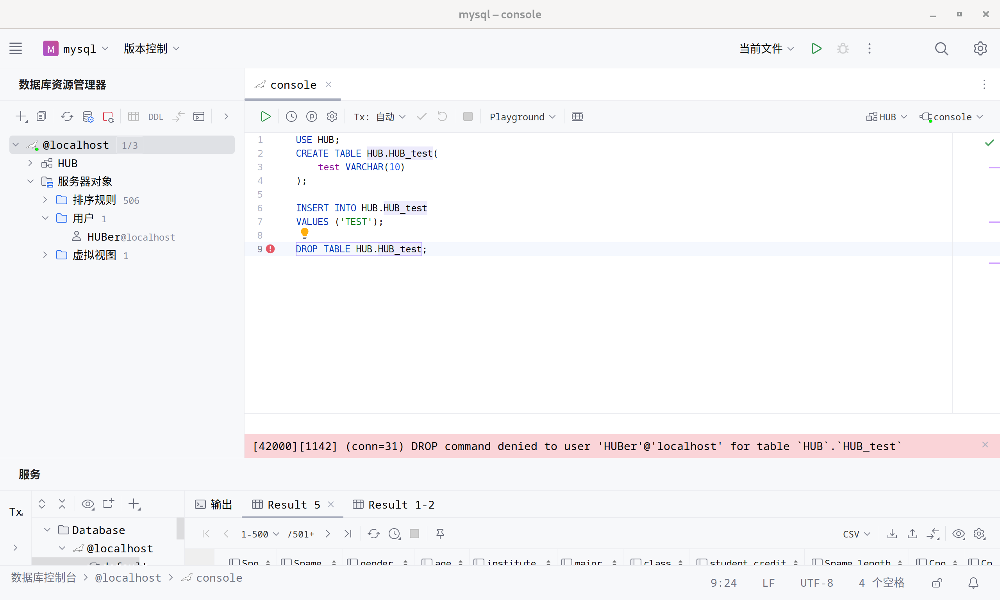 mysql – console
M mysql 版本控制 当前文件
数据库资源管理器
console
DDL
Tx: 自动 Playground HUB console
@localhost 1/3
HUB
服务器对象
排序规则 506
用户 1
HUBer@localhost
虚拟视图 1
1 USE HUB;
2 CREATE TABLE HUB.HUB_test(
3 test VARCHAR(10)
4 );
5
6 INSERT INTO HUB.HUB_test
7 VALUES ('TEST');
8
9 DROP TABLE HUB.HUB_test;
[42000][1142] (conn=31) DROP command denied to user 'HUBer'@'localhost' for table `HUB`.`HUB_test`
服务
Tx
Database
@localhost
default
输出 Result 5 Result 1-2
1-500 /501+ CSV
Sno Sname gender age institute major class student_credit Sname_length Cno Cn
数据库控制台 > @localhost > console
9:24 LF UTF-8 4 个空格